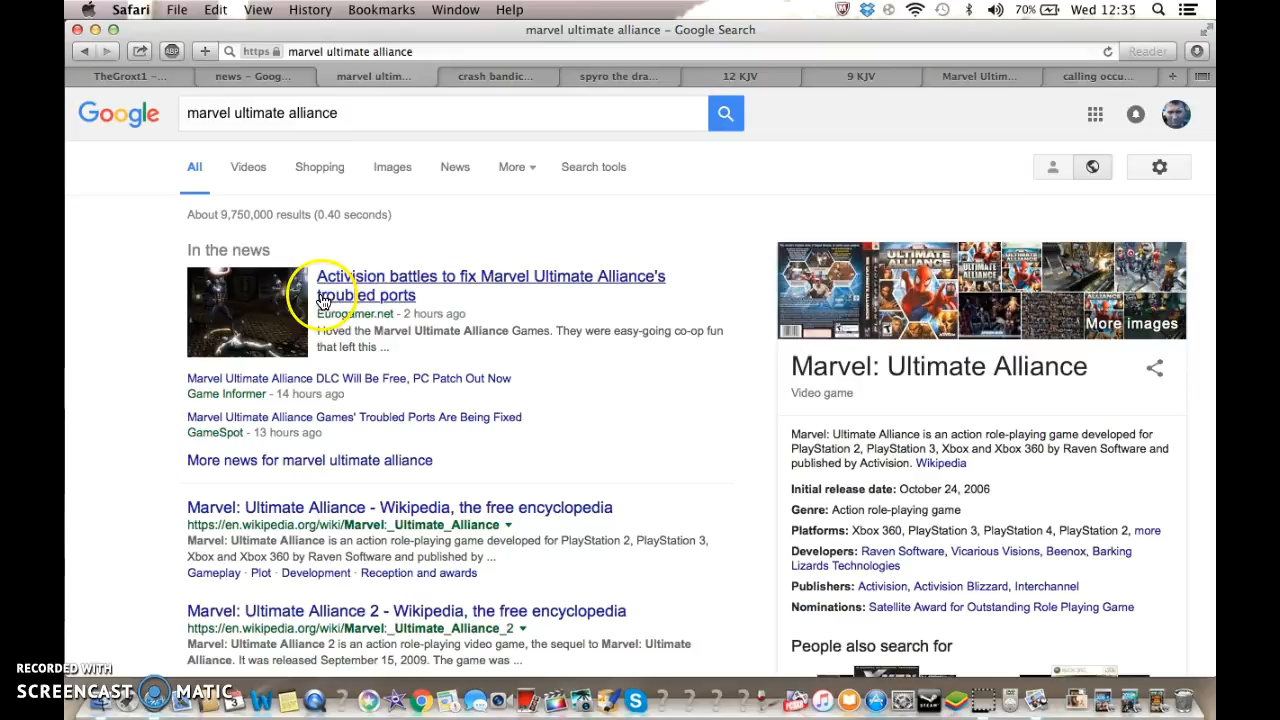 Safari File Edit View History Bookmarks Window Help 70% Wed 12:35
marvel ultimate alliance – Google Search
ABP + https marvel ultimate alliance Reader
TheGroxt1 ~... news – Goog... marvel ultim... crash bandic... spyro the dra... 12 KJV 9 KJV Marvel Ultim... calling occu... +
Google marvel ultimate alliance
All Videos Shopping Images News More Search tools
About 9,750,000 results (0.40 seconds)
In the news
Activision battles to fix Marvel Ultimate Alliance's
troubled ports
Eurogamer.net - 2 hours ago
I loved the Marvel Ultimate Alliance Games. They were easy-going co-op fun
that left this ...
Marvel Ultimate Alliance DLC Will Be Free, PC Patch Out Now
Game Informer - 14 hours ago
Marvel Ultimate Alliance Games' Troubled Ports Are Being Fixed
GameSpot - 13 hours ago
More news for marvel ultimate alliance
Marvel: Ultimate Alliance - Wikipedia, the free encyclopedia
https://en.wikipedia.org/wiki/Marvel:_Ultimate_Alliance
Marvel: Ultimate Alliance is an action role-playing game developed for PlayStation 2, PlayStation 3,
Xbox and Xbox 360 by Raven Software and published by ...
Gameplay · Plot · Development · Reception and awards
Marvel: Ultimate Alliance 2 - Wikipedia, the free encyclopedia
https://en.wikipedia.org/wiki/Marvel:_Ultimate_Alliance_2
Marvel: Ultimate Alliance 2 is an action role-playing video game, the sequel to Marvel: Ultimate
Alliance. It was released September 15, 2009. The game was ...
ULTIMATE
ALLIANCE
More images
Marvel: Ultimate Alliance
Video game
Marvel: Ultimate Alliance is an action role-playing game developed for
PlayStation 2, PlayStation 3, Xbox and Xbox 360 by Raven Software and
published by Activision. Wikipedia
Initial release date: October 24, 2006
Genre: Action role-playing game
Platforms: Xbox 360, PlayStation 3, PlayStation 4, PlayStation 2, more
Developers: Raven Software, Vicarious Visions, Beenox, Barking
Lizards Technologies
Publishers: Activision, Activision Blizzard, Interchannel
Nominations: Satellite Award for Outstanding Role Playing Game
People also search for
RECORDED WITH
SCREENCAST MATIC